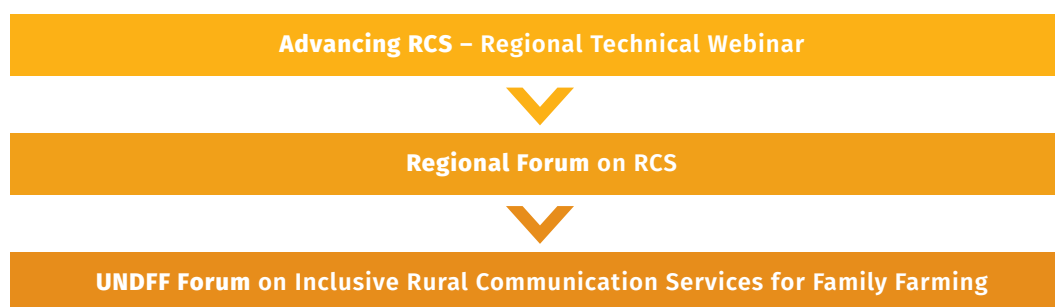 Advancing RCS – Regional Technical Webinar
Regional Forum on RCS
UNDFF Forum on Inclusive Rural Communication Services for Family Farming